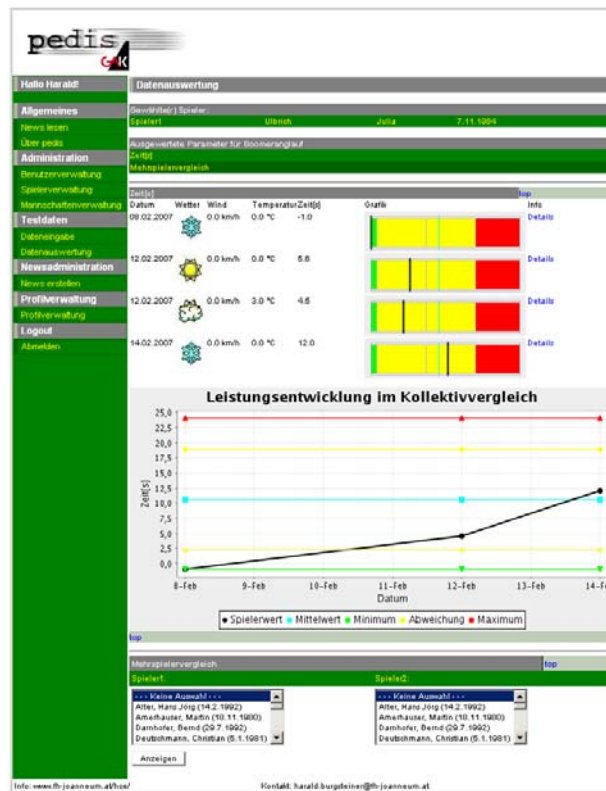 pedis
GAK
Hallo Harald!
Datenauswertung
Allgemeines
News lesen
Über pedis
Administration
Benutzerverwaltung
Spielerverwaltung
Mannschaftenverwaltung
Testdaten
Dateneingabe
Datenauswertung
Newsadministration
News erstellen
Profilverwaltung
Profilverwaltung
Logout
Abmelden
Gewählte(r) Spieler:
Spieler1 Ulbrich Julia 7.11.1984
Ausgewertete Parameter für Boomeranglauf
Zeit[s]
Mehrspielervergleich
Zeit[s] top
Datum Wetter Wind Temperatur Zeit[s] Grafik Info
08.02.2007 0.0 km/h 0.0 °C -1.0 Details
12.02.2007 0.0 km/h 0.0 °C 5.8 Details
12.02.2007 0.0 km/h 3.0 °C 4.5 Details
14.02.2007 0.0 km/h 0.0 °C 12.0 Details
Leistungsentwicklung im Kollektivvergleich
25,0
22,5
20,0
17,5
15,0
12,5
10,0
7,5
5,0
2,5
0,0
Zeit[s]
8-Feb 9-Feb 10-Feb 11-Feb 12-Feb 13-Feb 14-F
Datum
Spielerwert Mittelwert Minimum Abweichung Maximum
top
Mehrspielervergleich top
Spieler1: Spieler2:
--- Keine Auswahl --- --- Keine Auswahl ---
Alter, Hans Jörg (14.2.1992) Alter, Hans Jörg (14.2.1992)
Amerhauser, Martin (18.11.1980) Amerhauser, Martin (18.11.1980)
Darnhofer, Bernd (29.7.1992) Darnhofer, Bernd (29.7.1992)
Deutschmann, Christian (5.1.1981) Deutschmann, Christian (5.1.1981)
Anzeigen
Info: www.fh-joanneum.at/hse/ Kontakt: harald.burgsteiner@fh-joanneum.at